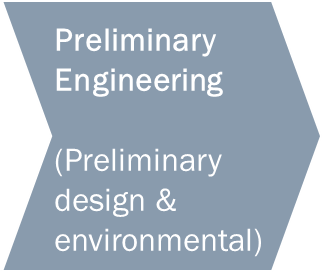 Preliminary
Engineering
(Preliminary
design &
environmental)